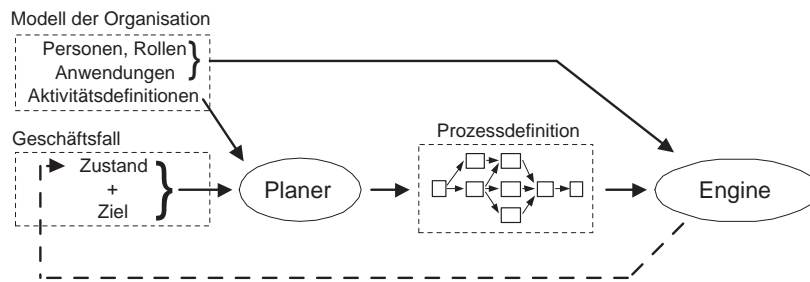 Modell der Organisation
Personen, Rollen
Anwendungen
Aktivitätsdefinitionen
Geschäftsfall
Zustand
+
Ziel
Planer
Prozessdefinition
Engine